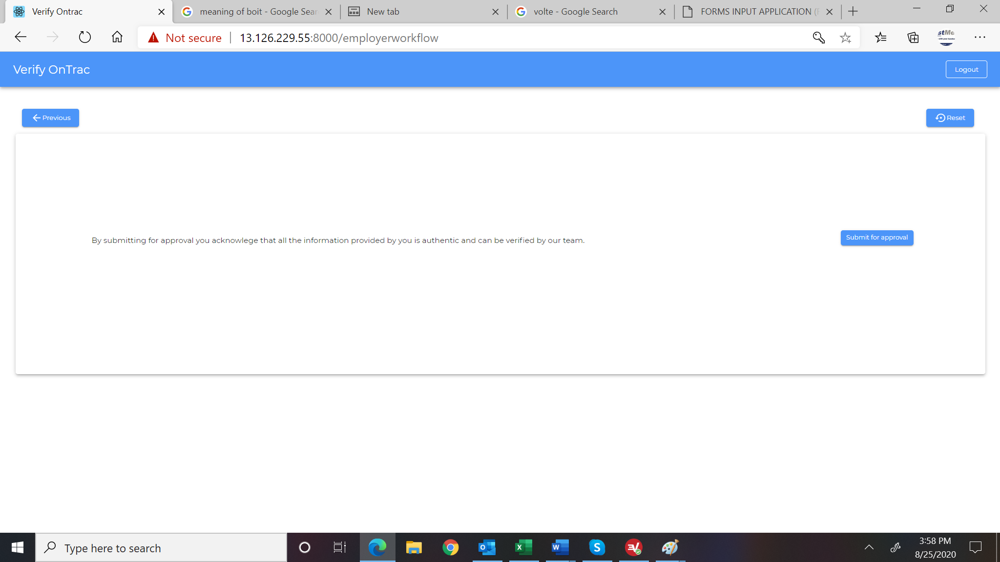 Verify Ontrac
meaning of boit - Google Sear
New tab
volte - Google Search
FORMS INPUT APPLICATION (F
Not secure
13.126.229.55:8000/employerworkflow
stMe
Verify OnTrac
Logout
Previous
Reset
By submitting for approval you acknowlege that all the information provided by you is authentic and can be verified by our team.
Submit for approval
Type here to search
3:58 PM
8/25/2020